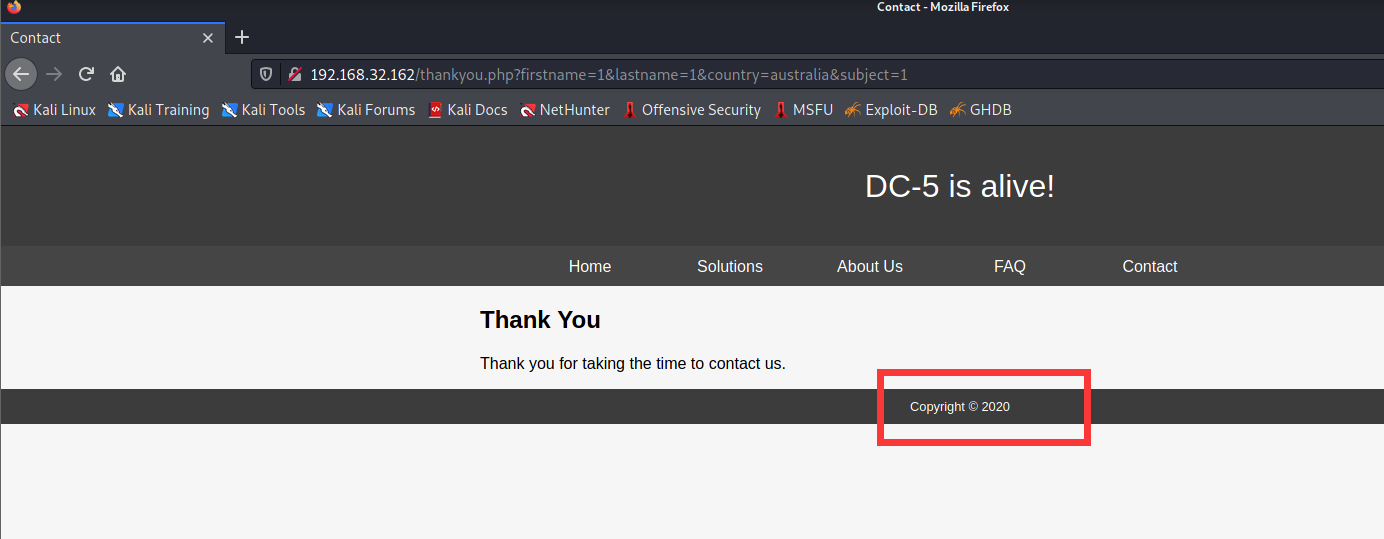 Contact - Mozilla Firefox
Contact
192.168.32.162/thankyou.php?firstname=1&lastname=1&country=australia&subject=1
Kali Linux Kali Training Kali Tools Kali Forums Kali Docs NetHunter Offensive Security MSFU Exploit-DB GHDB
DC-5 is alive!
Home Solutions About Us FAQ Contact
Thank You
Thank you for taking the time to contact us.
Copyright © 2020